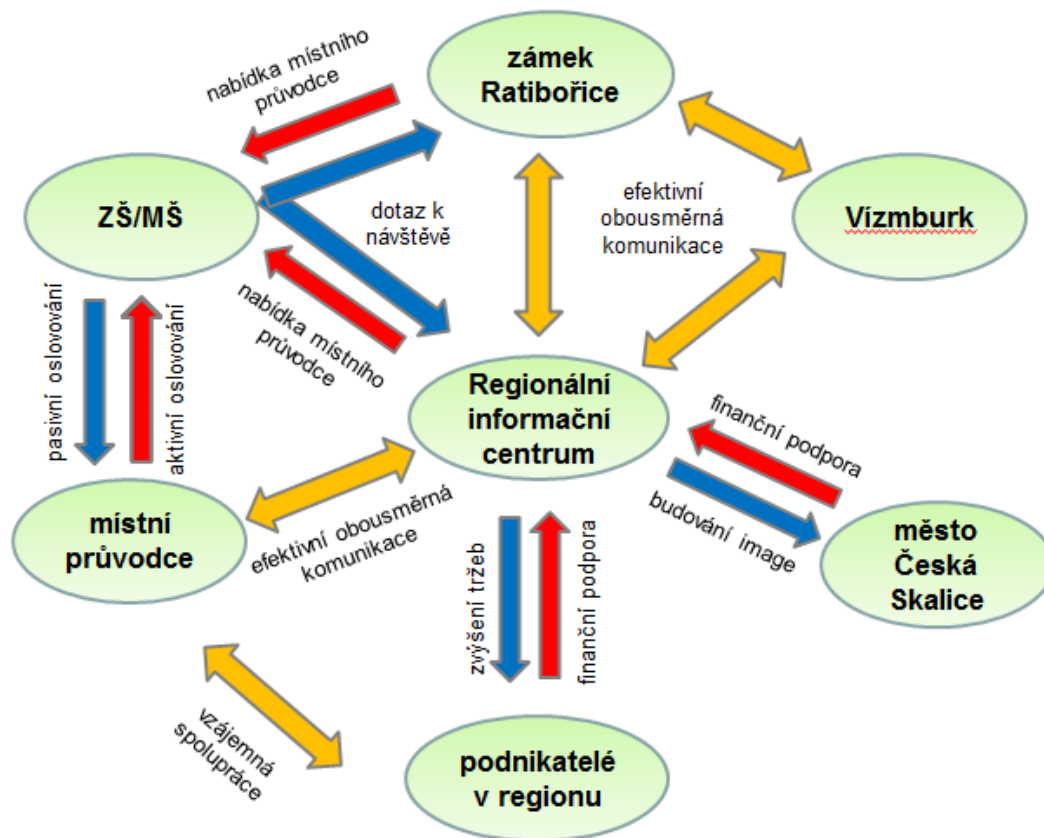 zámek
Ratibořice
nabídka místního
průvodce
ZŠ/MŠ
dotaz k
návštěvě
efektivní
obousměrná
komunikace
Vízmburk
nabídka místního
průvodce
pasivní oslovování
aktivní oslovování
Regionální
informační
centrum
finanční podpora
budování image
místní
průvodce
efektivní obousměrná
komunikace
město
Česká
Skalice
zvýšení tržeb
finanční podpora
vzájemná
spolupráce
podnikatelé
v regionu